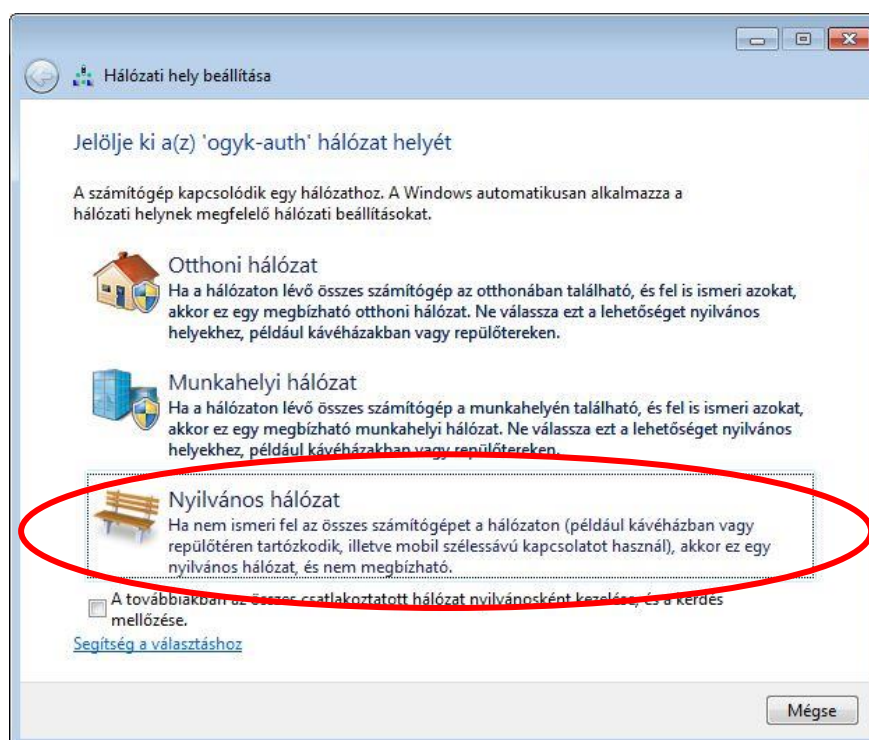 Hálózati hely beállítása
Jelölje ki a(z) 'ogyk-auth' hálózat helyét
A számítógép kapcsolódik egy hálózathoz. A Windows automatikusan alkalmazza a
hálózati helynek megfelelő hálózati beállításokat.
Otthoni hálózat
Ha a hálózaton lévő összes számítógép az otthonában található, és fel is ismeri azokat,
akkor ez egy megbízható otthoni hálózat. Ne válassza ezt a lehetőséget nyilvános
helyekhez, például kávéházakban vagy repülőtereken.
Munkahelyi hálózat
Ha a hálózaton lévő összes számítógép a munkahelyén található, és fel is ismeri azokat,
akkor ez egy megbízható munkahelyi hálózat. Ne válassza ezt a lehetőséget nyilvános
helyekhez, például kávéházakban vagy repülőtereken.
Nyilvános hálózat
Ha nem ismeri fel az összes számítógépet a hálózaton (például kávéházban vagy
repülőtéren tartózkodik, illetve mobil szélessávú kapcsolatot használ), akkor ez egy
nyilvános hálózat, és nem megbízható.
A továbbiakban az összes csatlakoztatott hálózat nyilvánosként kezelése, és a kérdés
mellőzése.
Segítség a választáshoz
Mégse